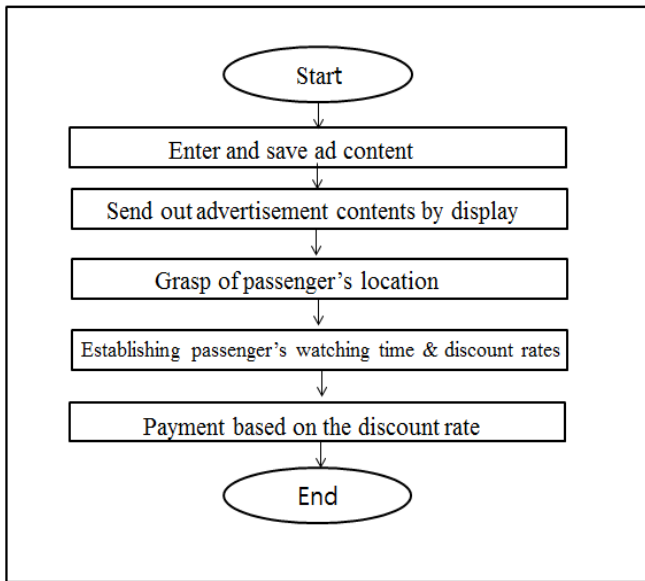 Start
Enter and save ad content
Send out advertisement contents by display
Grasp of passenger's location
Establishing passenger's watching time & discount rates
Payment based on the discount rate
End